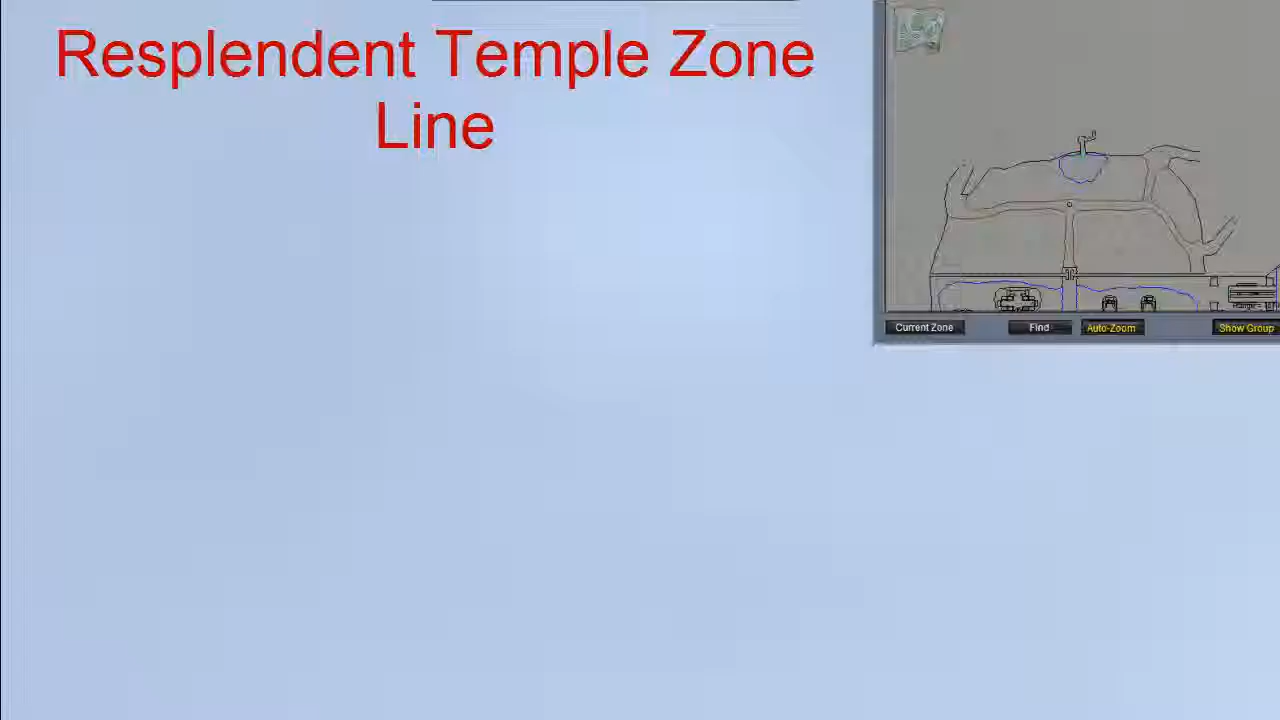 Resplendent Temple Zone
Line
Current Zone
Find
Auto-Zoom
Show Group